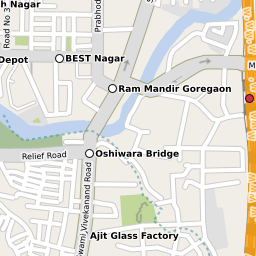 h Nagar
Road No 3
Prabhod
Depot
BEST Nagar
M
Ram Mandir Goregaon
Relief Road
Oshiwara Bridge
wami Vivekanand Road
Ajit Glass Factory